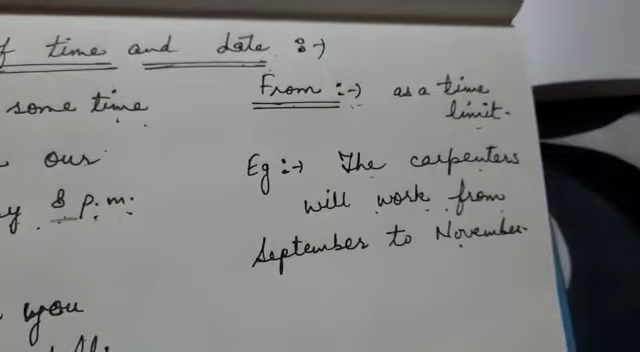 time and date :-)
some time
our
8 p.m.
you
From :-) as a time
limit.
Eg :-> The carpenters
will work from
September to November.